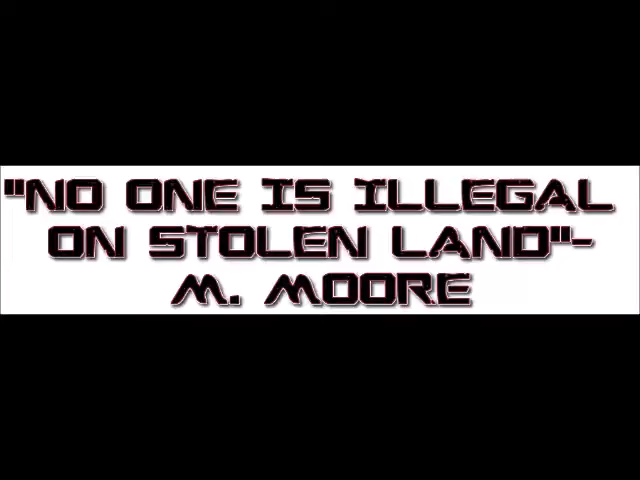 "NO ONE IS ILLEGAL
ON STOLEN LAND"-
M. MOORE